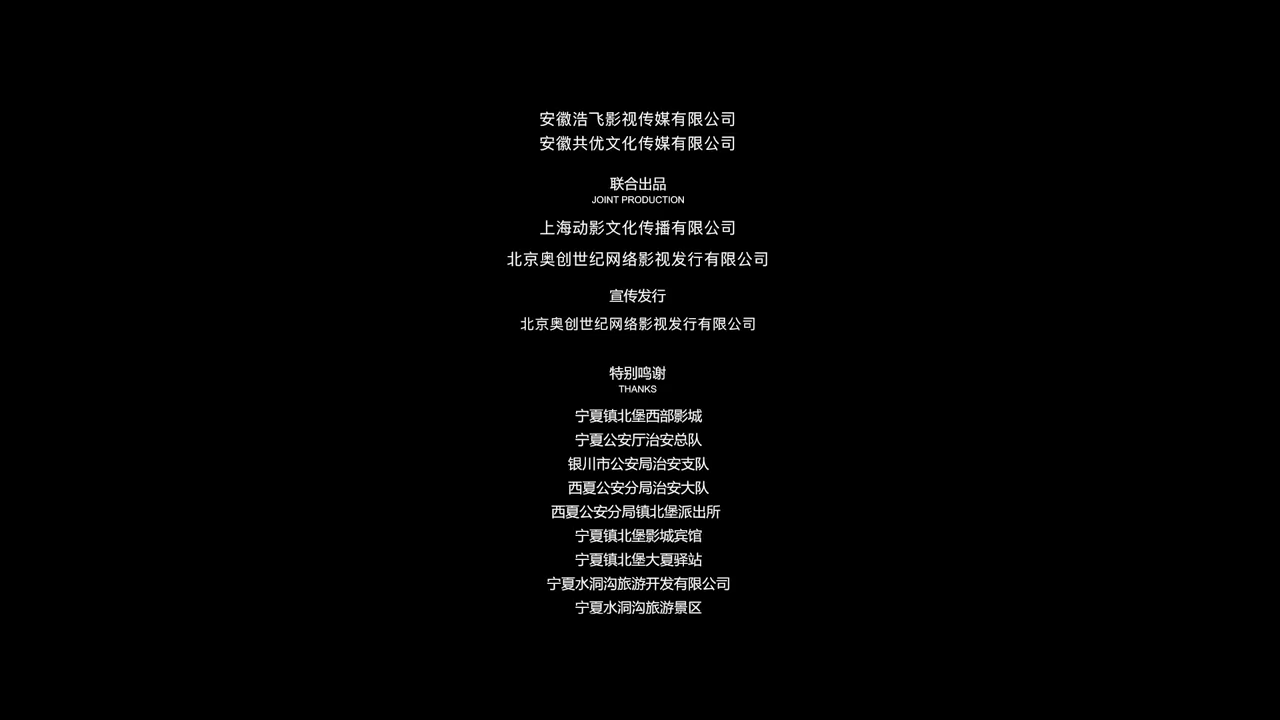 安徽浩飞影视传媒有限公司
安徽共优文化传媒有限公司
联合出品
JOINT PRODUCTION
上海动影文化传播有限公司
北京奥创世纪网络影视发行有限公司
宣传发行
北京奥创世纪网络影视发行有限公司
特别鸣谢
THANKS
宁夏镇北堡西部影城
宁夏公安厅治安总队
银川市公安局治安支队
西夏公安分局治安大队
西夏公安分局镇北堡派出所
宁夏镇北堡影城宾馆
宁夏镇北堡大夏驿站
宁夏水洞沟旅游开发有限公司
宁夏水洞沟旅游景区